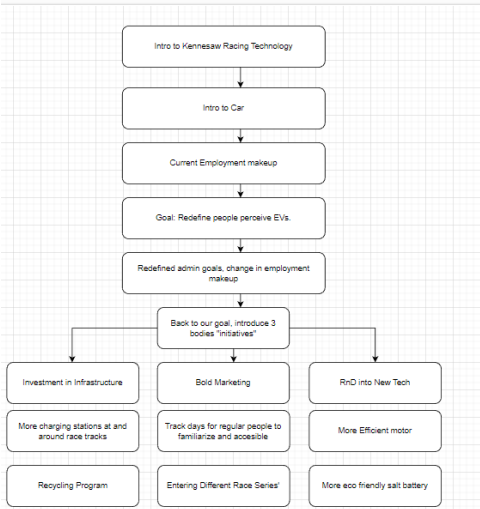 Intro to Kennesaw Racing Technology
Intro to Car
Current Employment makeup
Goal: Redefine people perceive EVs.
Redefined admin goals, change in employment
makeup
Back to our goal, introduce 3
bodies "initiatives"
Investment in Infrastructure
Bold Marketing
RnD into New Tech
More charging stations at and
around race tracks
Track days for regular people to
familiarize and accesible
More Efficient motor
Recycling Program
Entering Different Race Series'
More eco friendly salt battery